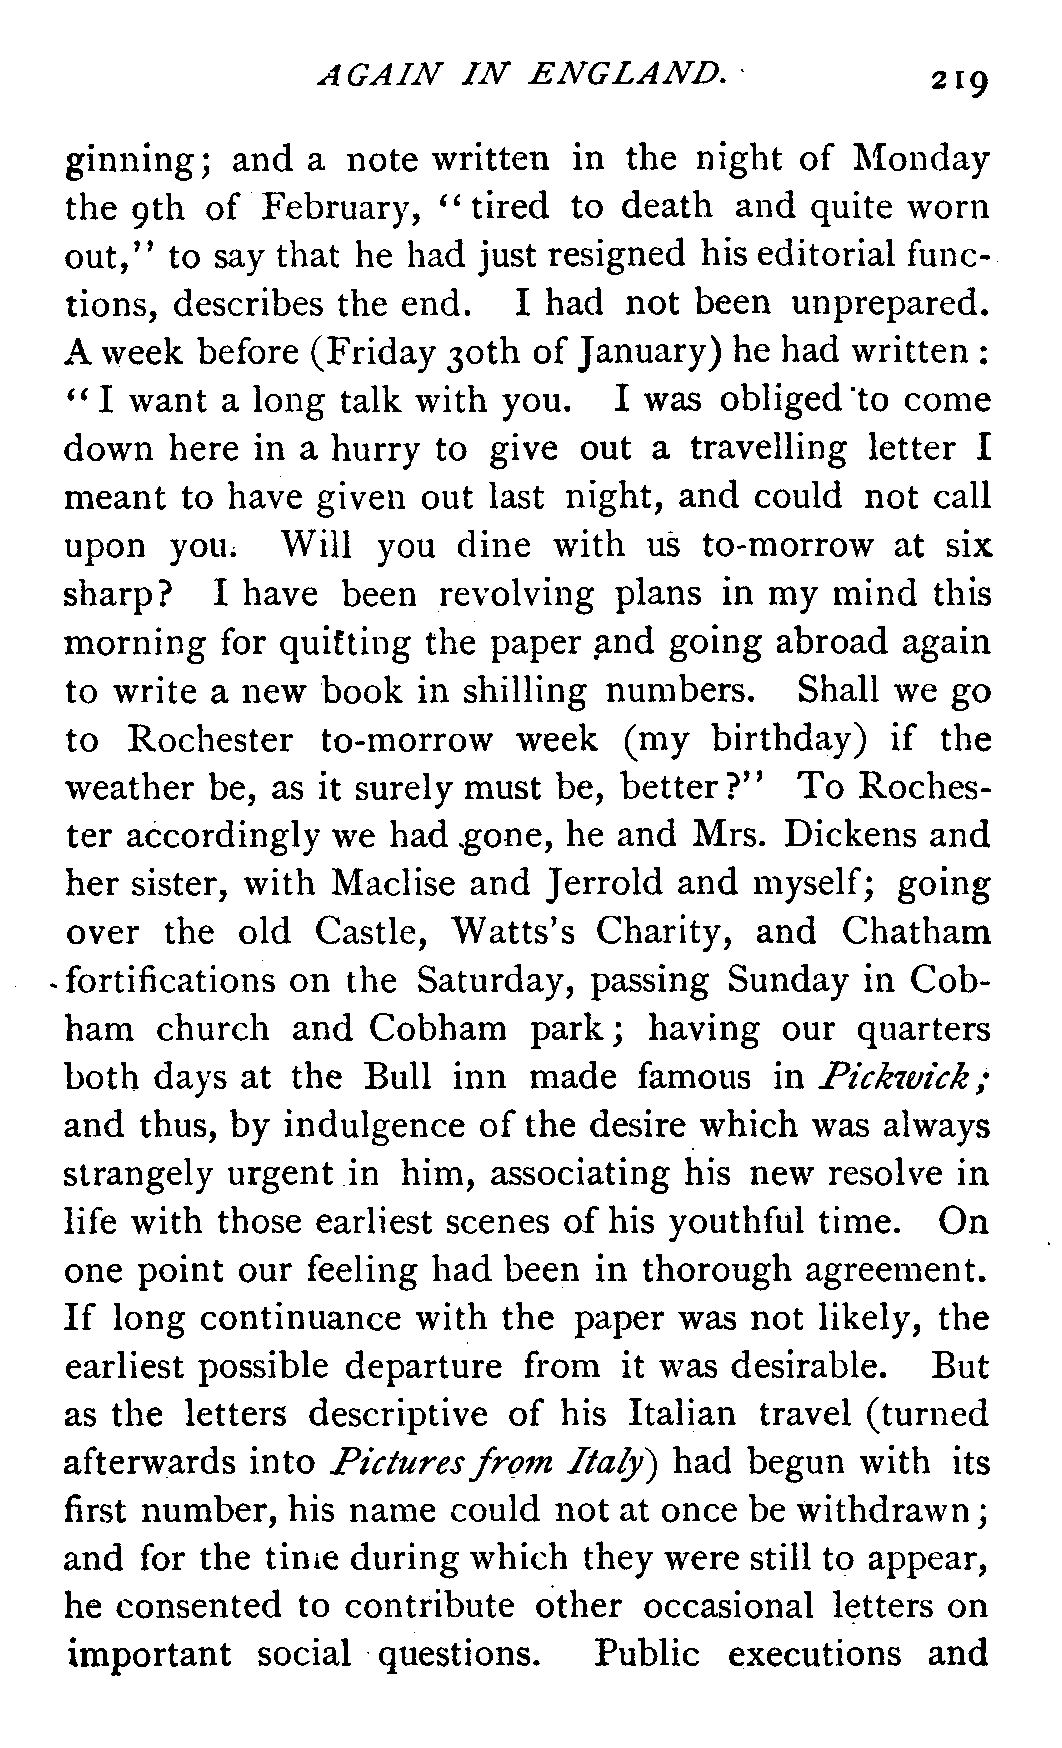 AGAIN IN ENGLAND. 219
ginning; and a note written in the night of Monday
the 9th of February, "tired to death and quite worn
out," to say that he had just resigned his editorial func-
tions, describes the end. I had not been unprepared.
A week before (Friday 30th of January) he had written:
"I want a long talk with you. I was obliged to come
down here in a hurry to give out a travelling letter I
meant to have given out last night, and could not call
upon you. Will you dine with us to-morrow at six
sharp? I have been revolving plans in my mind this
morning for quitting the paper and going abroad again
to write a new book in shilling numbers. Shall we go
to Rochester to-morrow week (my birthday) if the
weather be, as it surely must be, better?" To Roches-
ter accordingly we had gone, he and Mrs. Dickens and
her sister, with Maclise and Jerrold and myself; going
over the old Castle, Watts's Charity, and Chatham
fortifications on the Saturday, passing Sunday in Cob-
ham church and Cobham park; having our quarters
both days at the Bull inn made famous in Pickwick;
and thus, by indulgence of the desire which was always
strangely urgent in him, associating his new resolve in
life with those earliest scenes of his youthful time. On
one point our feeling had been in thorough agreement.
If long continuance with the paper was not likely, the
earliest possible departure from it was desirable. But
as the letters descriptive of his Italian travel (turned
afterwards into Pictures from Italy) had begun with its
first number, his name could not at once be withdrawn;
and for the time during which they were still to appear,
he consented to contribute other occasional letters on
important social questions. Public executions and